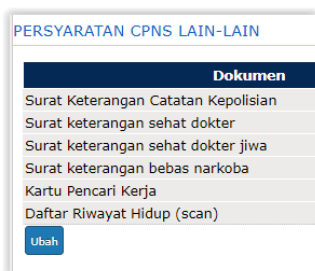 PERSYARATAN CPNS LAIN-LAIN
Dokumen
Surat Keterangan Catatan Kepolisian
Surat keterangan sehat dokter
Surat keterangan sehat dokter jiwa
Surat keterangan bebas narkoba
Kartu Pencari Kerja
Daftar Riwayat Hidup (scan)
Ubah